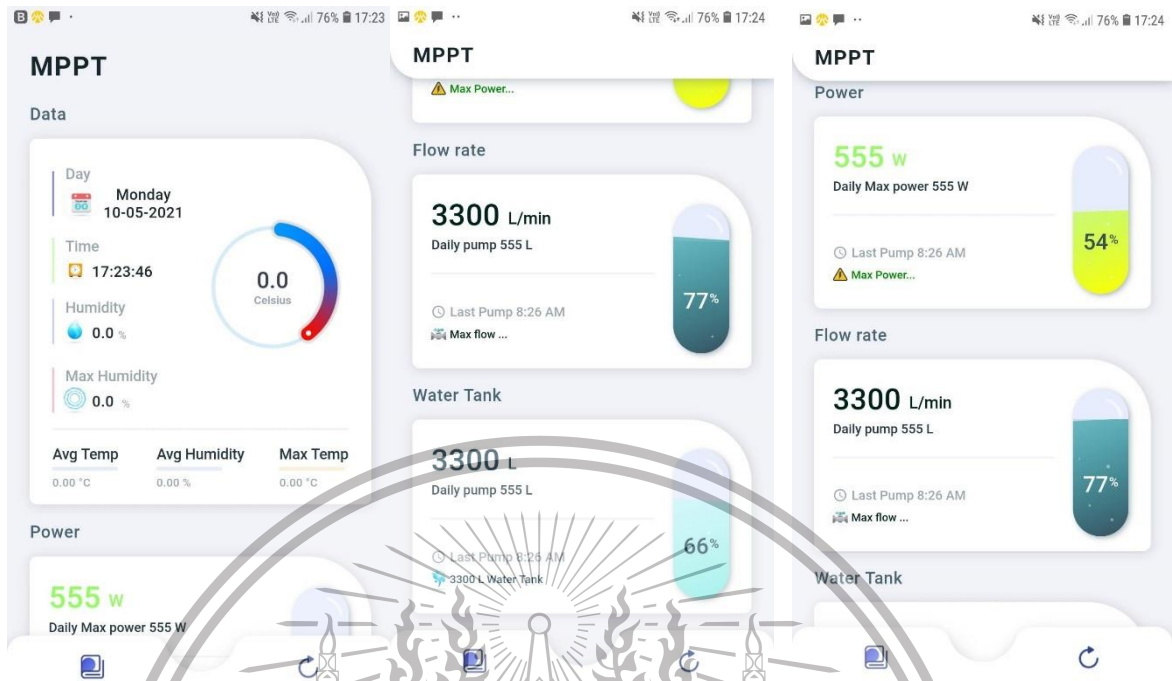 17:23
76%
MPPT
Data
Day
Monday
10-05-2021
Time
17:23:46
Humidity
0.0 %
Max Humidity
0.0 %
0.0
Celsius
Avg Temp Avg Humidity Max Temp
0.00 °C 0.00 % 0.00 °C
Power
555 W
Daily Max power 555 W
76% 17:24
MPPT
Max Power...
Flow rate
3300 L/min
Daily pump 555 L
77%
Last Pump 8:26 AM
Max flow ...
Water Tank
3300 L
Daily pump 555 L
66%
Last Pump 8:26 AM
3300 L Water Tank
76% 17:24
MPPT
Power
555 W
Daily Max power 555 W
54%
Last Pump 8:26 AM
Max Power...
Flow rate
3300 L/min
Daily pump 555 L
77%
Last Pump 8:26 AM
Max flow ...
Water Tank